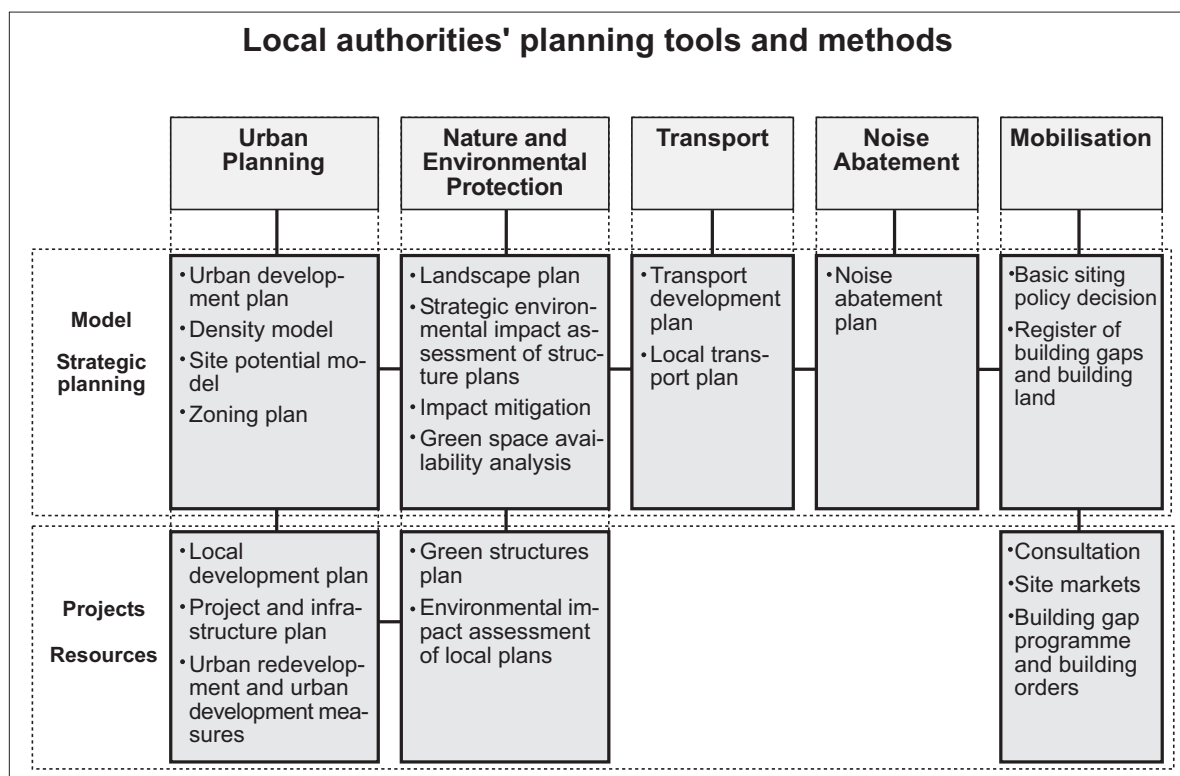 Local authorities' planning tools and methods
Urban
Planning
Nature and
Environmental
Protection
Transport
Noise
Abatement
Mobilisation
Model
Strategic
planning
• Urban develop-
ment plan
• Density model
• Site potential mo-
del
• Zoning plan
• Landscape plan
• Strategic environ-
mental impact as-
sessment of struc-
ture plans
• Impact mitigation
• Green space avai-
lability analysis
• Transport
development
plan
• Local trans-
port plan
• Noise
abatement
plan
• Basic siting
policy decision
• Register of
building gaps
and building
land
Projects
Resources
• Local
development plan
• Project and infra-
structure plan
• Urban redevelop-
ment and urban
development mea-
sures
• Green structures
plan
• Environmental im-
pact assessment
of local plans
• Consultation
• Site markets
• Building gap
programme
and building
orders